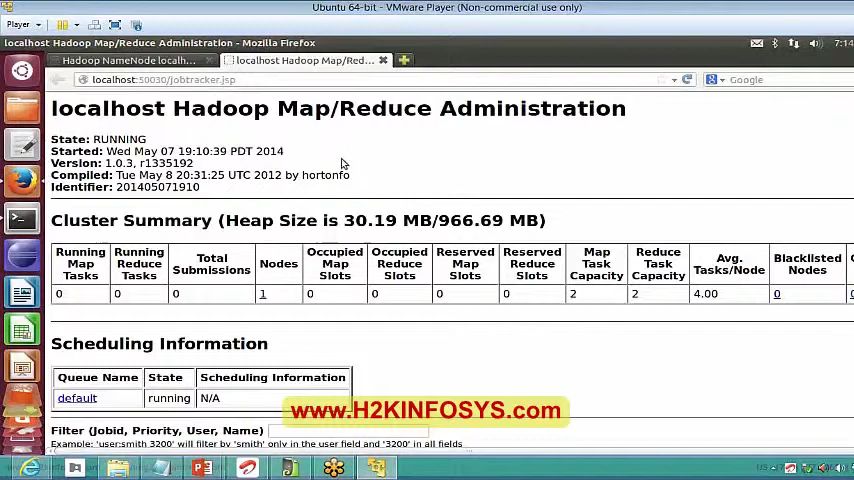 Ubuntu 64-bit - VMware Player (Non-commercial use only)
Player
localhost Hadoop Map/Reduce Administration - Mozilla Firefox
7:14
Hadoop NameNode localh...
localhost Hadoop Map/Red...
localhost:50030/jobtracker.jsp
Google
localhost Hadoop Map/Reduce Administration
State: RUNNING
Started: Wed May 07 19:10:39 PDT 2014
Version: 1.0.3, r1335192
Compiled: Tue May 8 20:31:25 UTC 2012 by hortonfo
Identifier: 201405071910
Cluster Summary (Heap Size is 30.19 MB/966.69 MB)
Running Map Tasks Running Reduce Tasks Total Submissions Nodes Occupied Map Slots Occupied Reduce Slots Reserved Map Slots Reserved Reduce Slots Map Task Capacity Reduce Task Capacity Avg. Tasks/Node Blacklisted Nodes
0 0 0 1 0 0 0 0 2 2 4.00 0 0
Scheduling Information
Queue Name State Scheduling Information
default running N/A
www.H2KINFOSYS.com
Filter (Jobid, Priority, User, Name)
Example: 'user:smith 3200' will filter by 'smith' only in the user field and '3200' in all fields